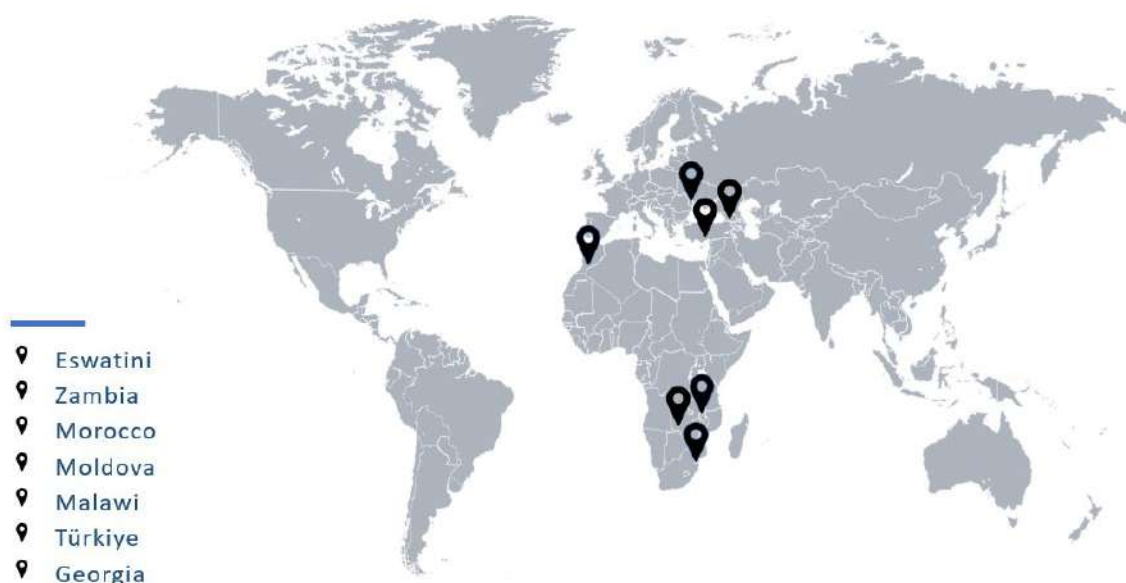 Eswatini
Zambia
Morocco
Moldova
Malawi
Türkiye
Georgia